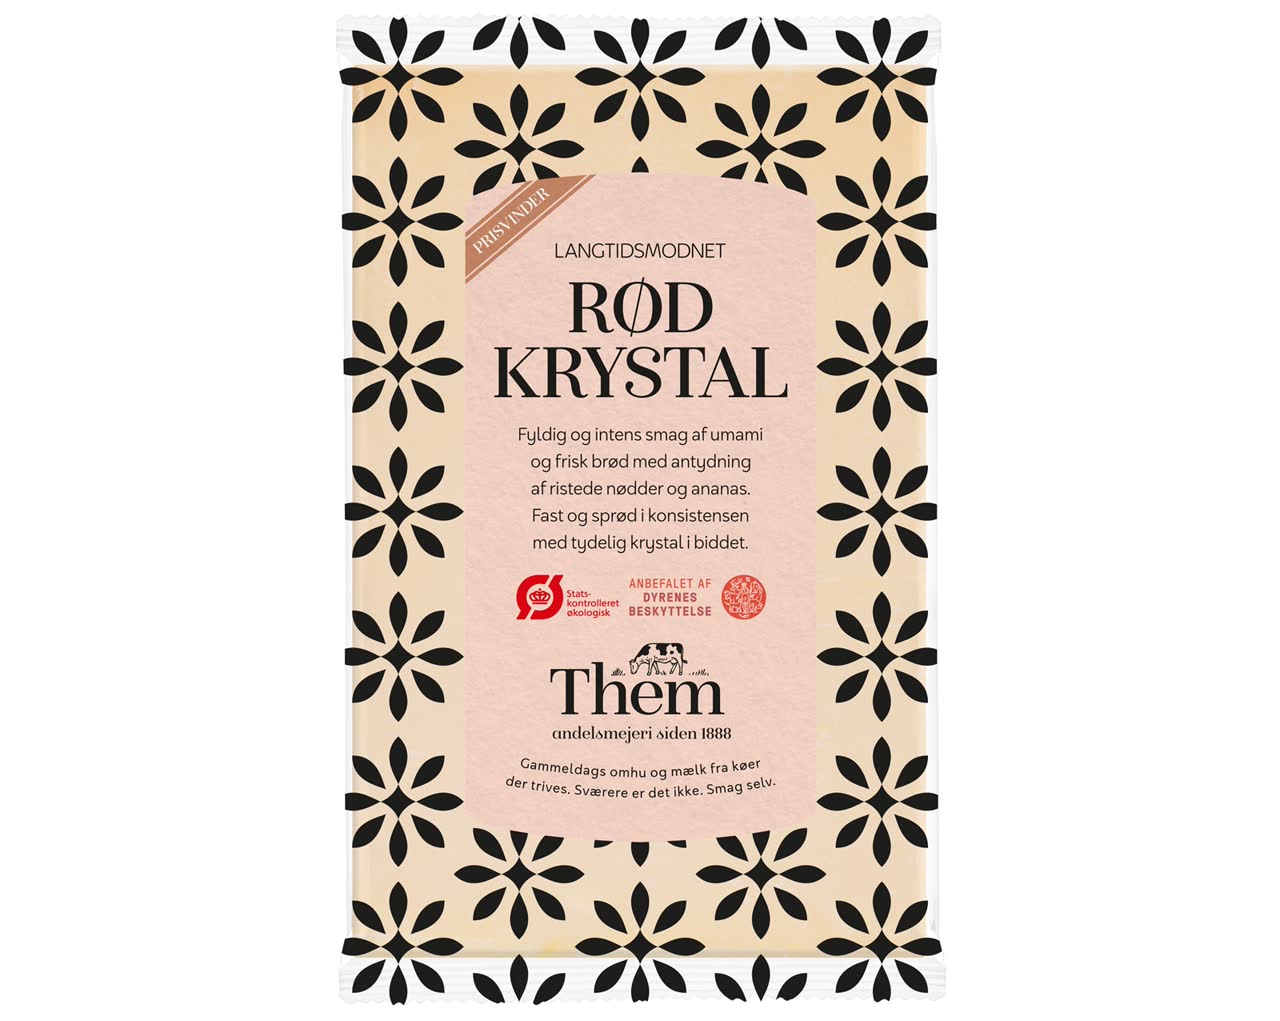 PRISVINDER
LANGTIDSMODNET
RØD
KRYSTAL
Fyldig og intens smag af umami
og frisk brød med antydning
af ristede nødder og ananas.
Fast og sprød i konsistensen
med tydelig krystal i biddet.
Stats-
kontrolleret
økologisk
ANBEFALET AF
DYRENES
BESKYTTELSE
Them
andelsmejeri siden 1888
Gammeldags omhu og mælk fra køer
der trives. Sværere er det ikke. Smag selv.